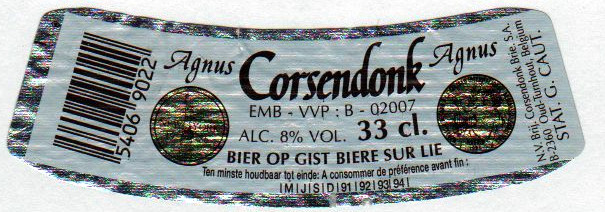 5406 9022
Agnus Corsendonk Agnus
EMB - VVP : B - 02007
ALC. 8% VOL. 33 cl.
BIER OP GIST BIERE SUR LIE
Ten minste houdbaar tot einde: A consommer de préférence avant fin :
|M|J|S|D|91|92|93|94|
N.V. Brij. Corsendonk Brie. S.A.
B-2360 Oud-Turnhout, Belgium
STAT. G. CAUT.